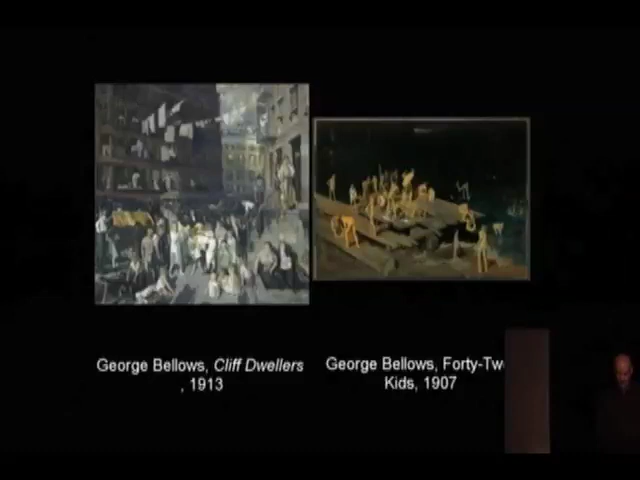 George Bellows, Cliff Dwellers
, 1913
George Bellows, Forty-Tw
Kids, 1907